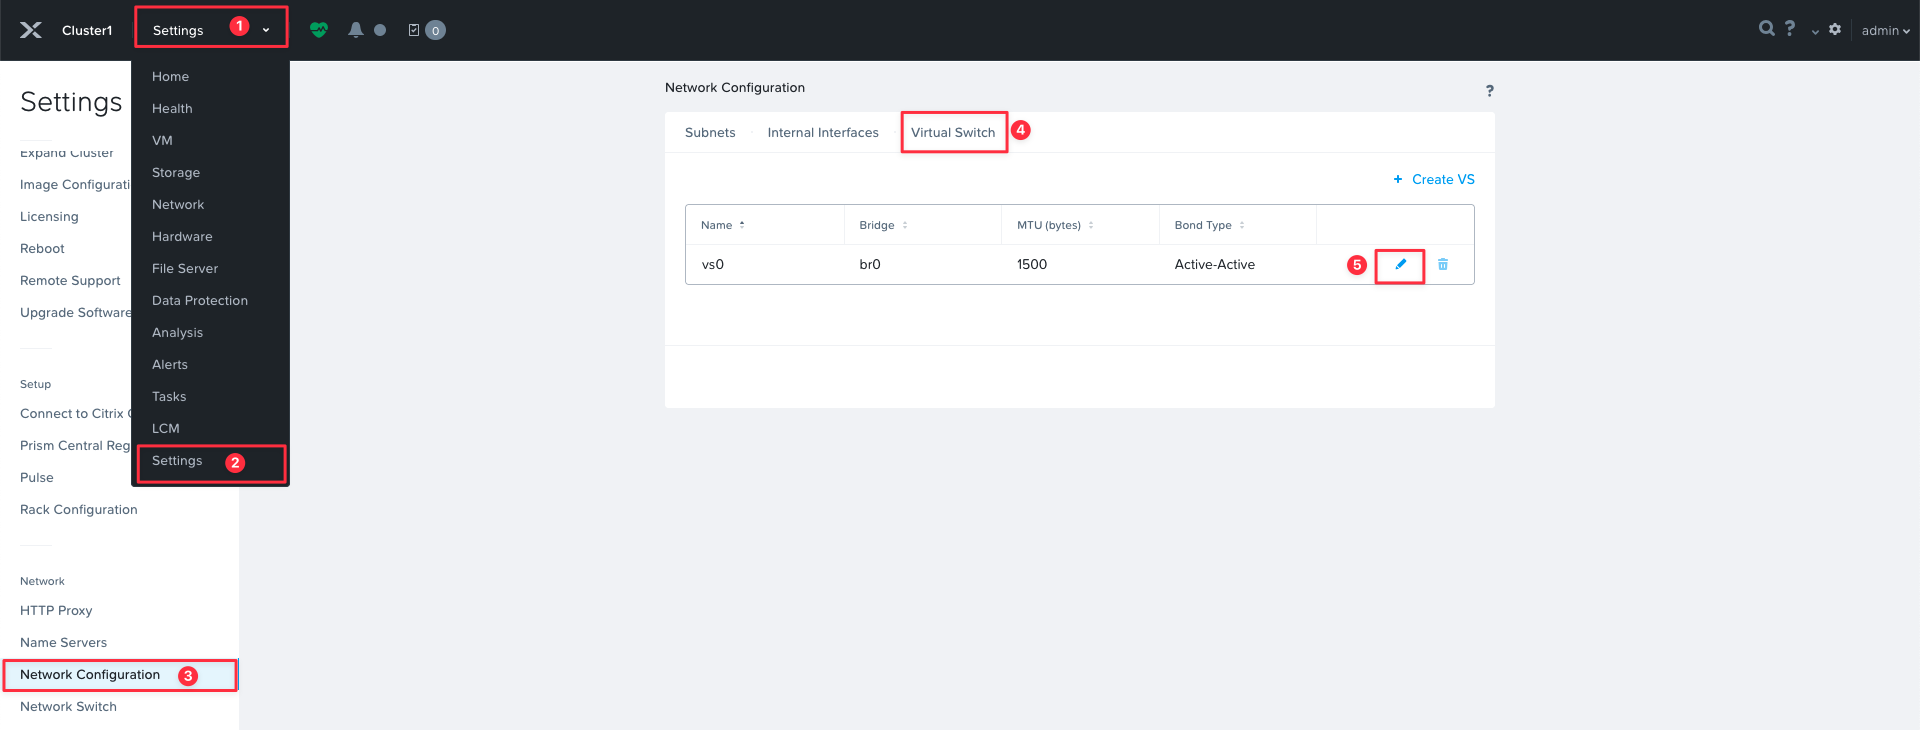 Cluster1
Settings 1
0
admin
Home
Health
VM
Storage
Network
Hardware
File Server
Data Protection
Analysis
Alerts
Tasks
LCM
Settings 2
Settings
Expand Cluster
Image Configurati
Licensing
Reboot
Remote Support
Upgrade Software
Setup
Connect to Citrix C
Prism Central Reg
Pulse
Rack Configuration
Network
HTTP Proxy
Name Servers
Network Configuration 3
Network Switch
Network Configuration
?
Subnets Internal Interfaces Virtual Switch 4
+ Create VS
Name Bridge MTU (bytes) Bond Type
vs0 br0 1500 Active-Active 5